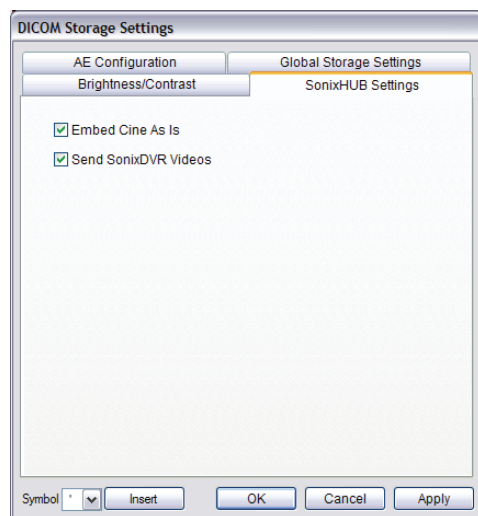 DICOM Storage Settings
AE Configuration Global Storage Settings
Brightness/Contrast SonixHUB Settings
Embed Cine As Is
Send SonixDVR Videos
Symbol ' Insert OK Cancel Apply